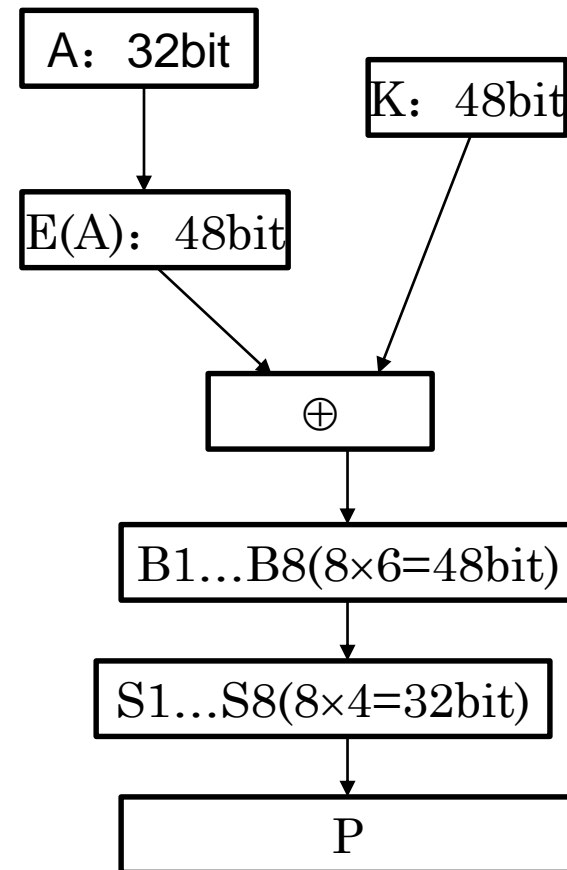 A：32bit
K：48bit
E(A)：48bit
⊕
B1...B8(8×6=48bit)
S1...S8(8×4=32bit)
P